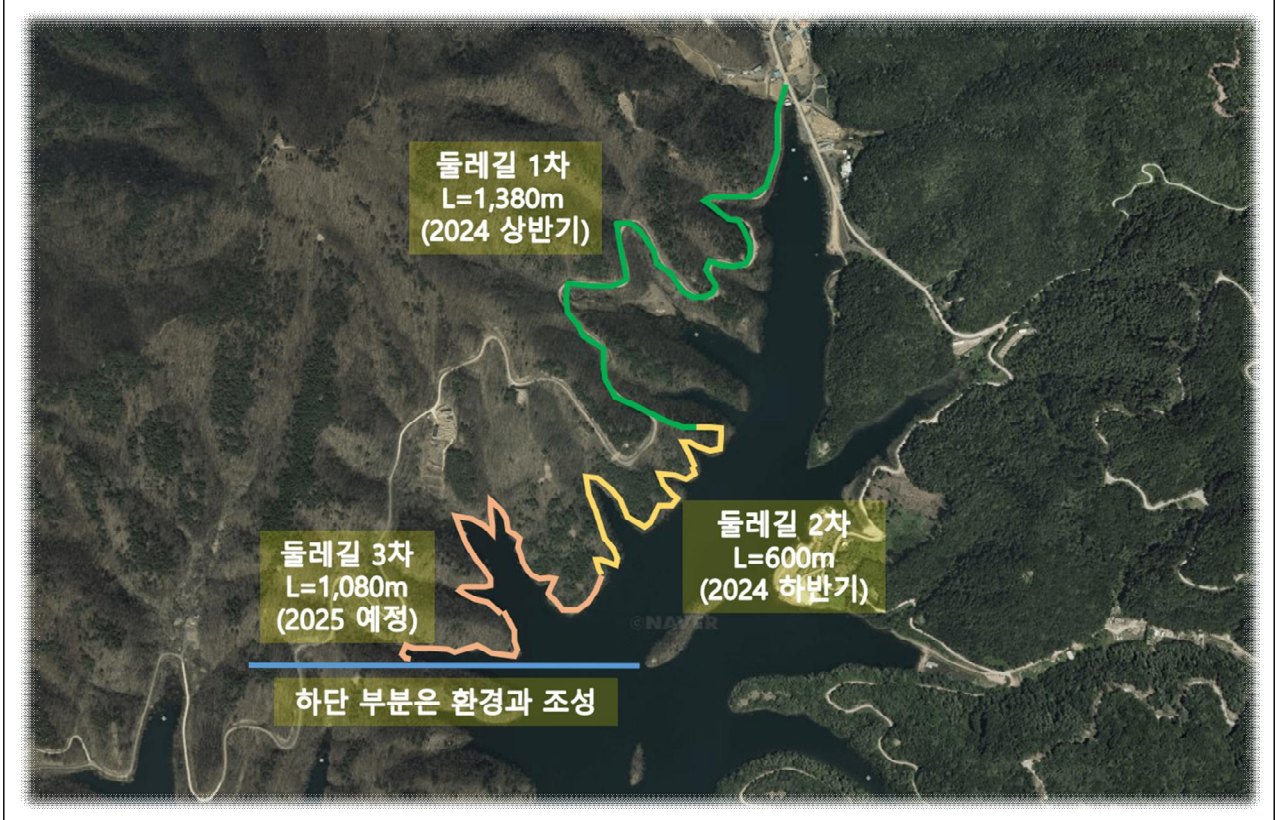 둘레길 1차
L=1,380m
(2024 상반기)
둘레길 2차
L=600m
(2024 하반기)
둘레길 3차
L=1,080m
(2025 예정)
©NAVER
하단 부분은 환경과 조성